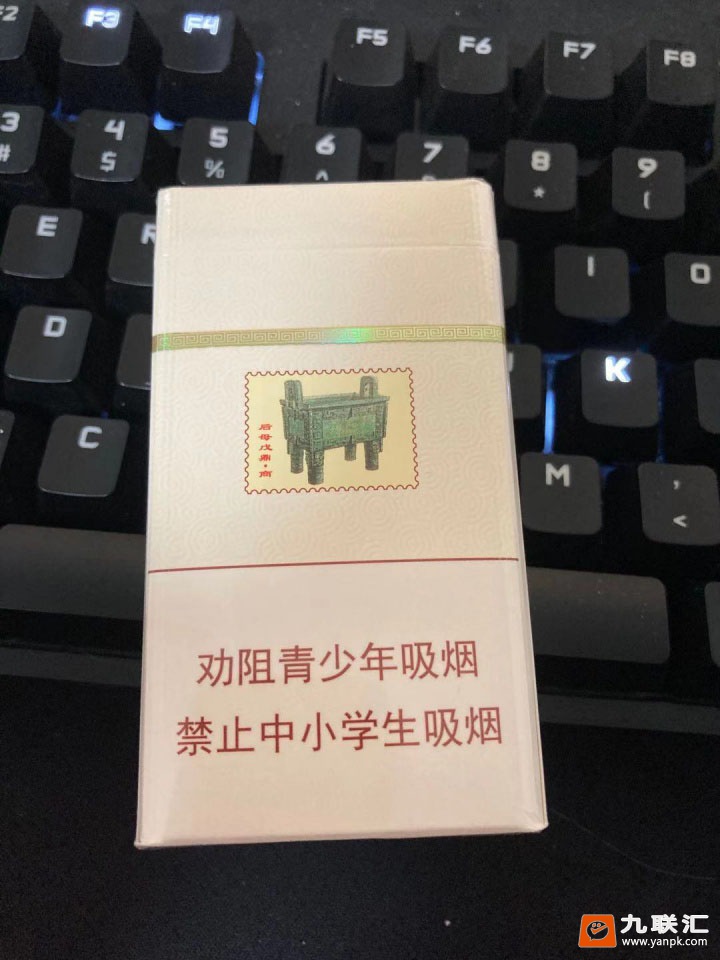 F2 F3 F4 F5 F6 F7 F8
3 4 5 6 7 8 9
# $ % ^ * (
E R I O
D K
C M , <
后母戊鼎·商
劝阻青少年吸烟
禁止中小学生吸烟
九联汇
www.yanpk.com